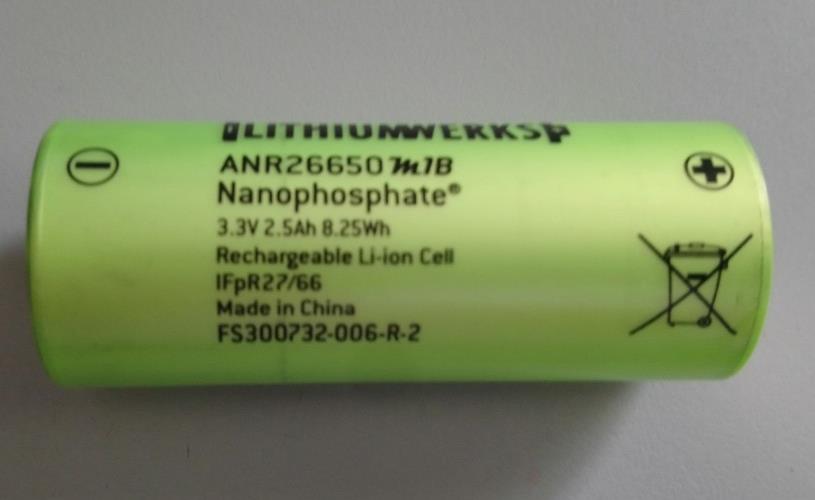 LITHIUMWERKS
ANR26650 m1B
Nanophosphate®
3.3V 2.5Ah 8.25Wh
Rechargeable Li-ion Cell
IFpR27/66
Made in China
FS300732-006-R-2